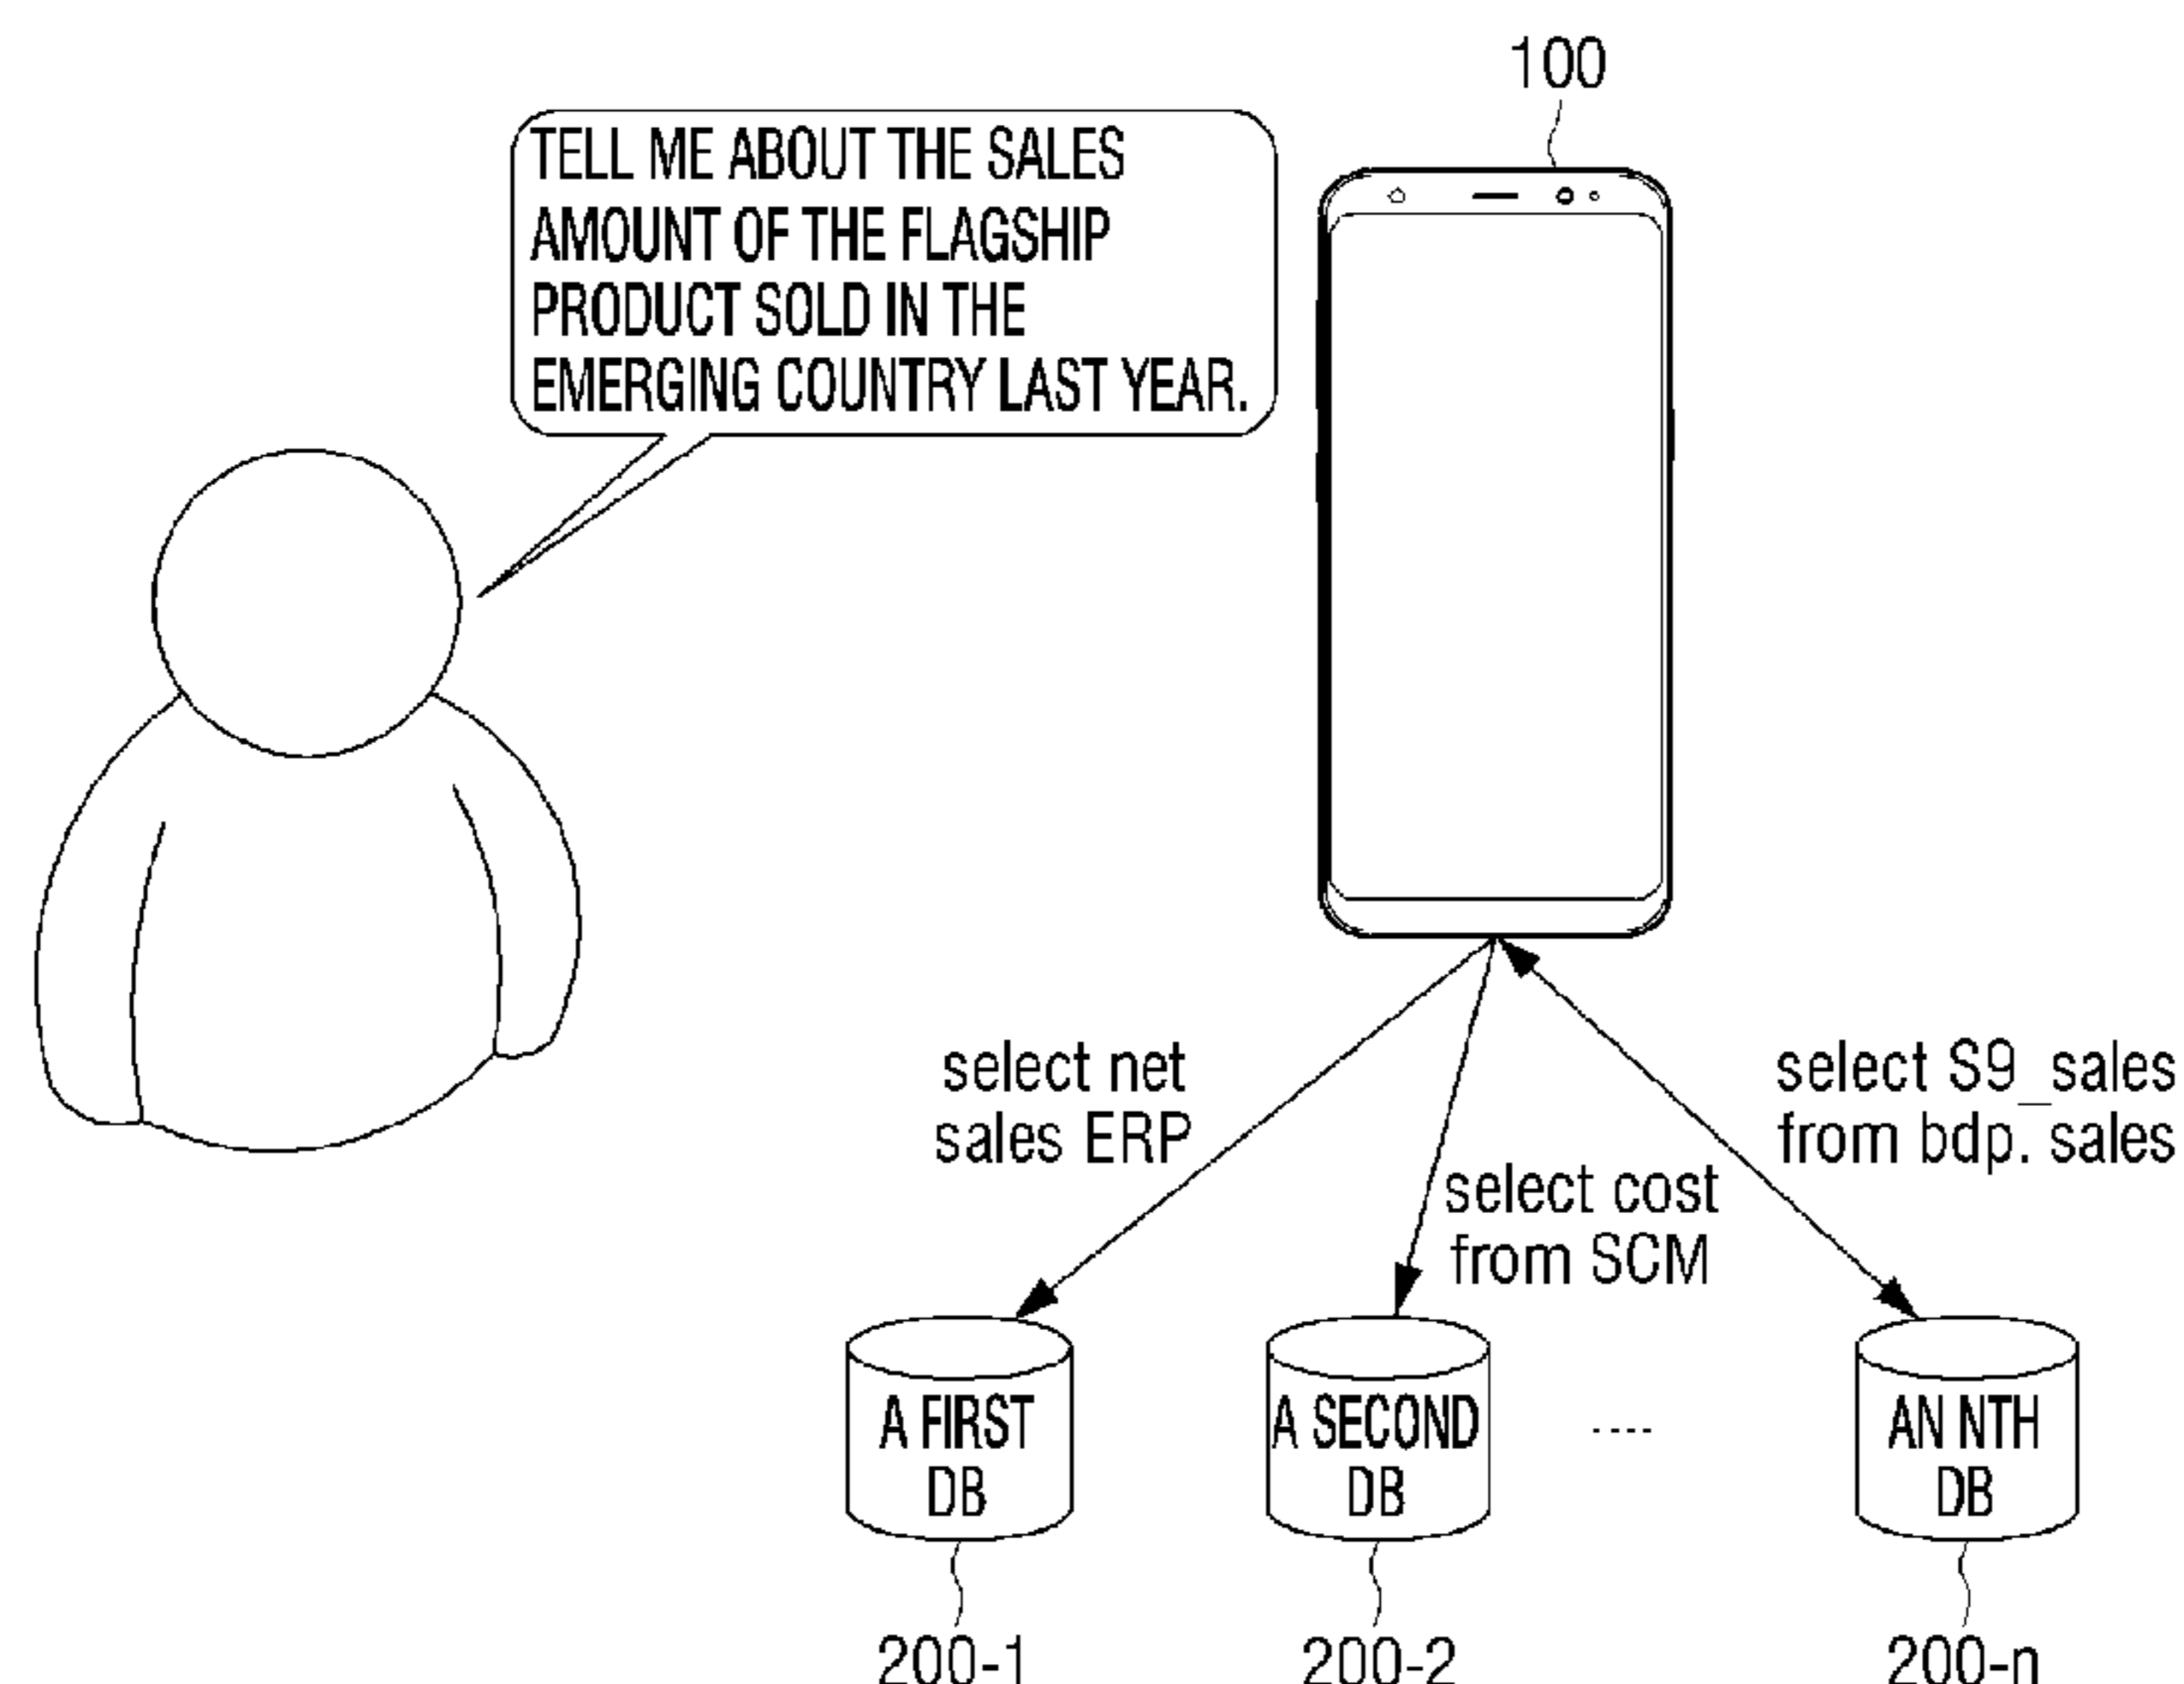 100
TELL ME ABOUT THE SALES
AMOUNT OF THE FLAGSHIP
PRODUCT SOLD IN THE
EMERGING COUNTRY LAST YEAR.
select net
sales ERP
select cost
from SCM
select S9_sales
from bdp. sales
A FIRST
DB
A SECOND
DB
....
AN NTH
DB
200-1
200-2
200-n